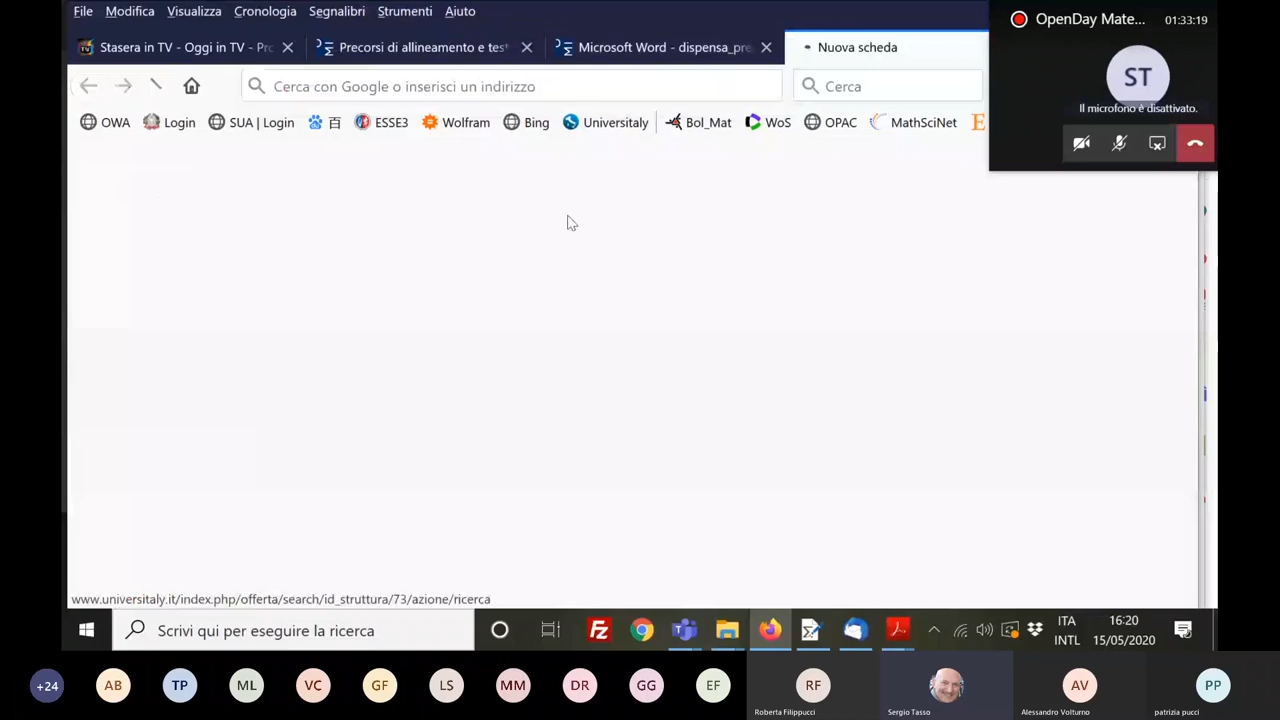 File Modifica Visualizza Cronologia Segnalibri Strumenti Aiuto
OpenDay Mate... 01:33:19
Stasera in TV - Oggi in TV - Pro
Precorsi di allineamento e tes
Microsoft Word - dispensa_pre
Nuova scheda
ST
Il microfono è disattivato.
Cerca con Google o inserisci un indirizzo
Cerca
OWA Login SUA | Login 百 ESSE3 Wolfram Bing Universitaly Bol_Mat WoS OPAC MathSciNet E
www.universitaly.it/index.php/offerta/search/id_struttura/73/azione/ricerca
Scrivi qui per eseguire la ricerca
ITA
INTL
16:20
15/05/2020
+24 AB TP ML VC GF LS MM DR GG EF RF AV PP
Roberta Filippucci Sergio Tasso Alessandro Volturno patrizia pucci